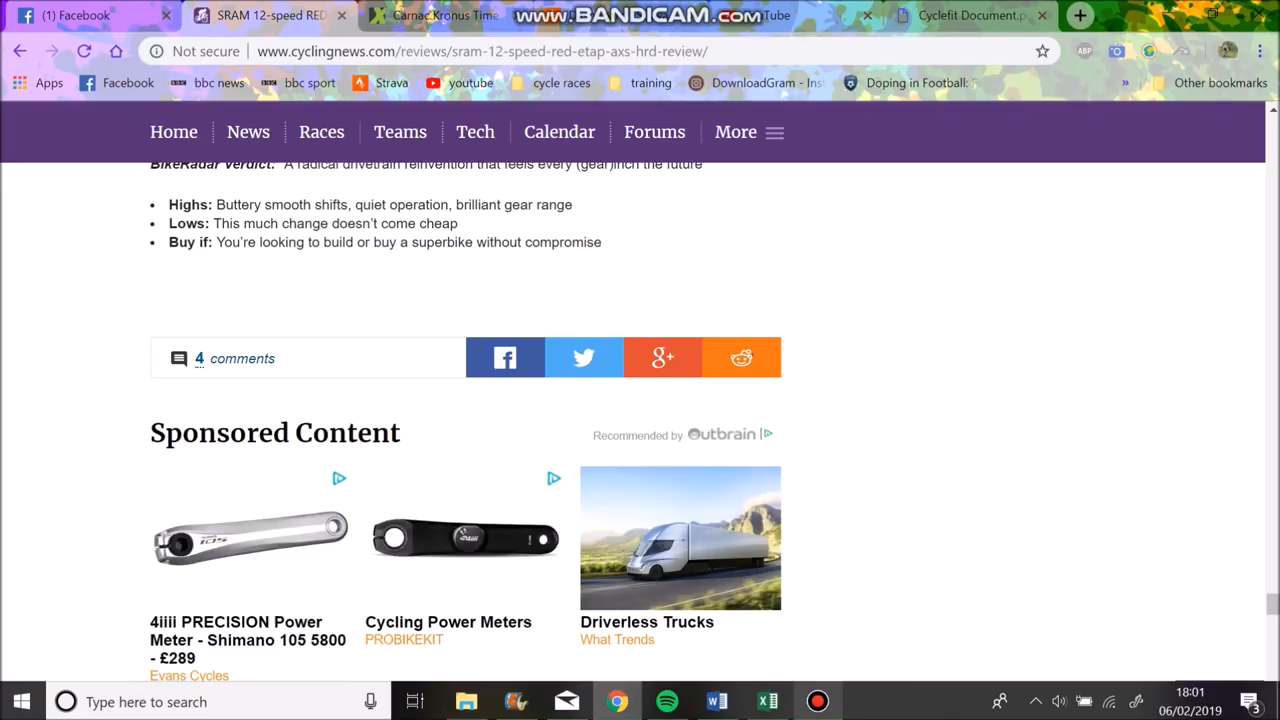 (1) Facebook
SRAM 12-speed RED
Carnac Kronus Time
www.BANDICAM.com
Tube
Cyclefit Document.p
Not secure
www.cyclingnews.com/reviews/sram-12-speed-red-etap-axs-hrd-review/
ABP
Apps
Facebook
bbc news
bbc sport
Strava
youtube
cycle races
training
DownloadGram - Ins
Doping in Football:
»
Other bookmarks
Home News Races Teams Tech Calendar Forums More
BikeRadar Verdict: "A radical drivetrain reinvention that feels every (gear)inch the future"
• Highs: Buttery smooth shifts, quiet operation, brilliant gear range
• Lows: This much change doesn't come cheap
• Buy if: You're looking to build or buy a superbike without compromise
4 comments
g+
Sponsored Content
Recommended by Outbrain
105
4iiii
4iiii PRECISION Power
Meter - Shimano 105 5800
- £289
Evans Cycles
Cycling Power Meters
PROBIKEKIT
Driverless Trucks
What Trends
Type here to search
18:01
06/02/2019
3